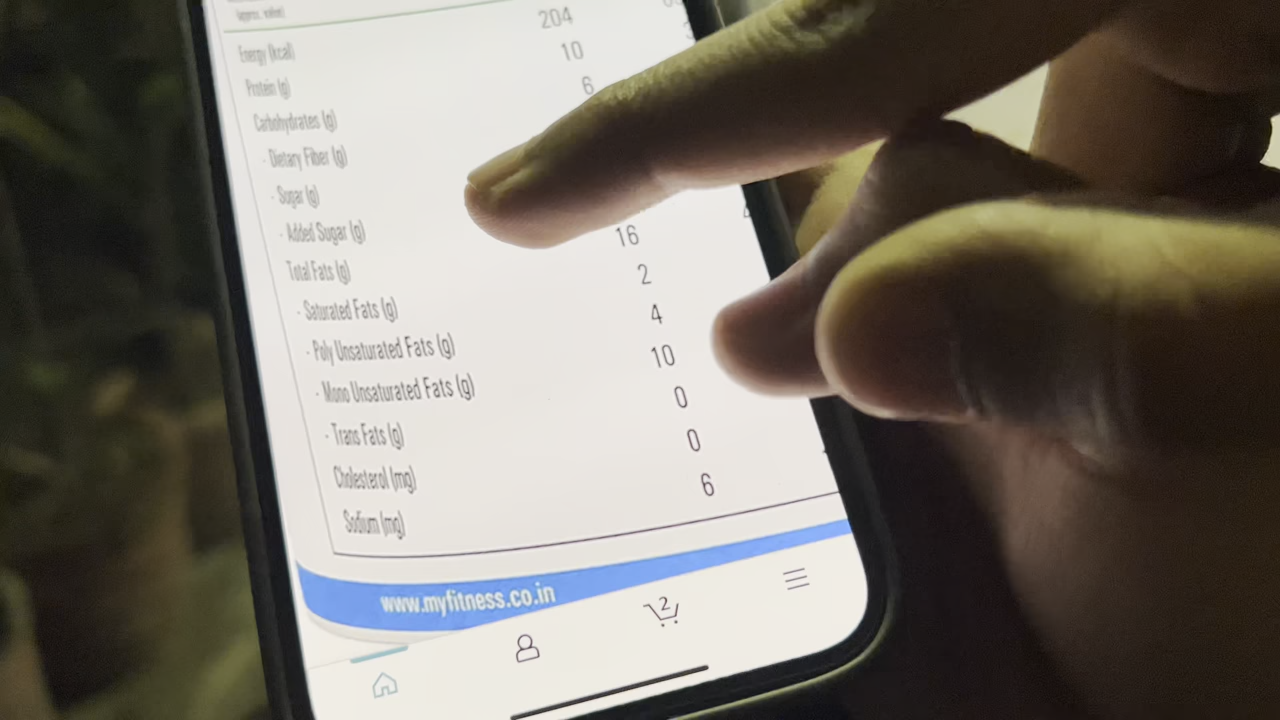 (approx. value)
Energy (kcal) 204
Protein (g) 10
Carbohydrates (g) 6
- Dietary Fiber (g)
- Sugar (g)
- Added Sugar (g)
Total Fats (g) 16
- Saturated Fats (g) 2
- Poly Unsaturated Fats (g) 4
- Mono Unsaturated Fats (g) 10
- Trans Fats (g) 0
Cholesterol (mg) 0
Sodium (mg) 6
www.myfitness.co.in
2